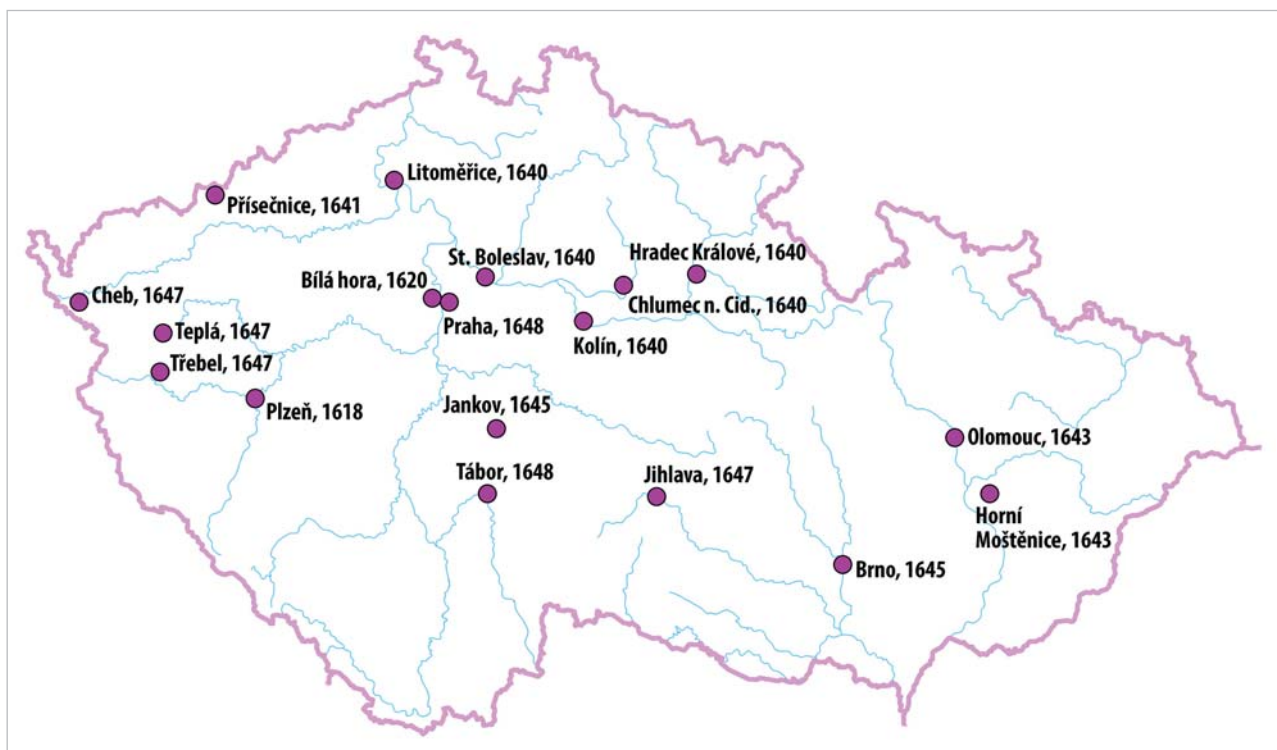 Litoměřice, 1640
Přísečnice, 1641
Hradec Králové, 1640
St. Boleslav, 1640
Bílá hora, 1620
Cheb, 1647
Chlumec n. Cid., 1640
Praha, 1648
Teplá, 1647
Kolín, 1640
Třebel, 1647
Jankov, 1645
Plzeň, 1618
Olomouc, 1643
Tábor, 1648
Jihlava, 1647
Horní
Moštěnice, 1643
Brno, 1645